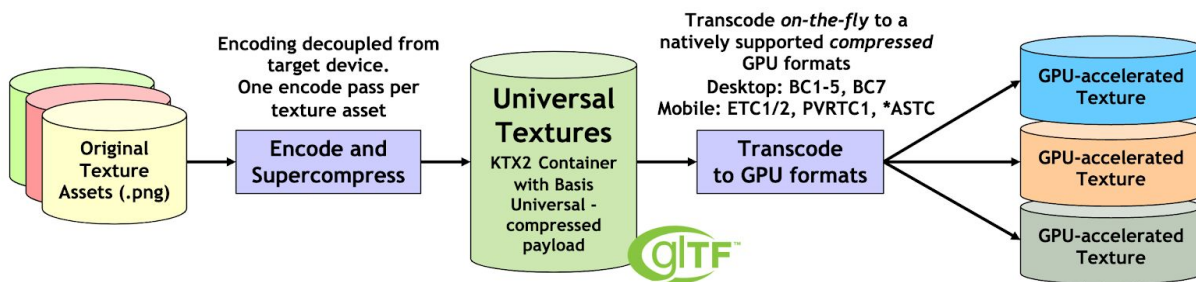 Original
Texture
Assets (.png)
Encoding decoupled from
target device.
One encode pass per
texture asset
Encode and
Supercompress
Universal
Textures
KTX2 Container
with Basis
Universal -
compressed
payload
glTF™
Transcode on-the-fly to a
natively supported compressed
GPU formats
Desktop: BC1-5, BC7
Mobile: ETC1/2, PVRTC1, *ASTC
Transcode
to GPU formats
GPU-accelerated
Texture
GPU-accelerated
Texture
GPU-accelerated
Texture